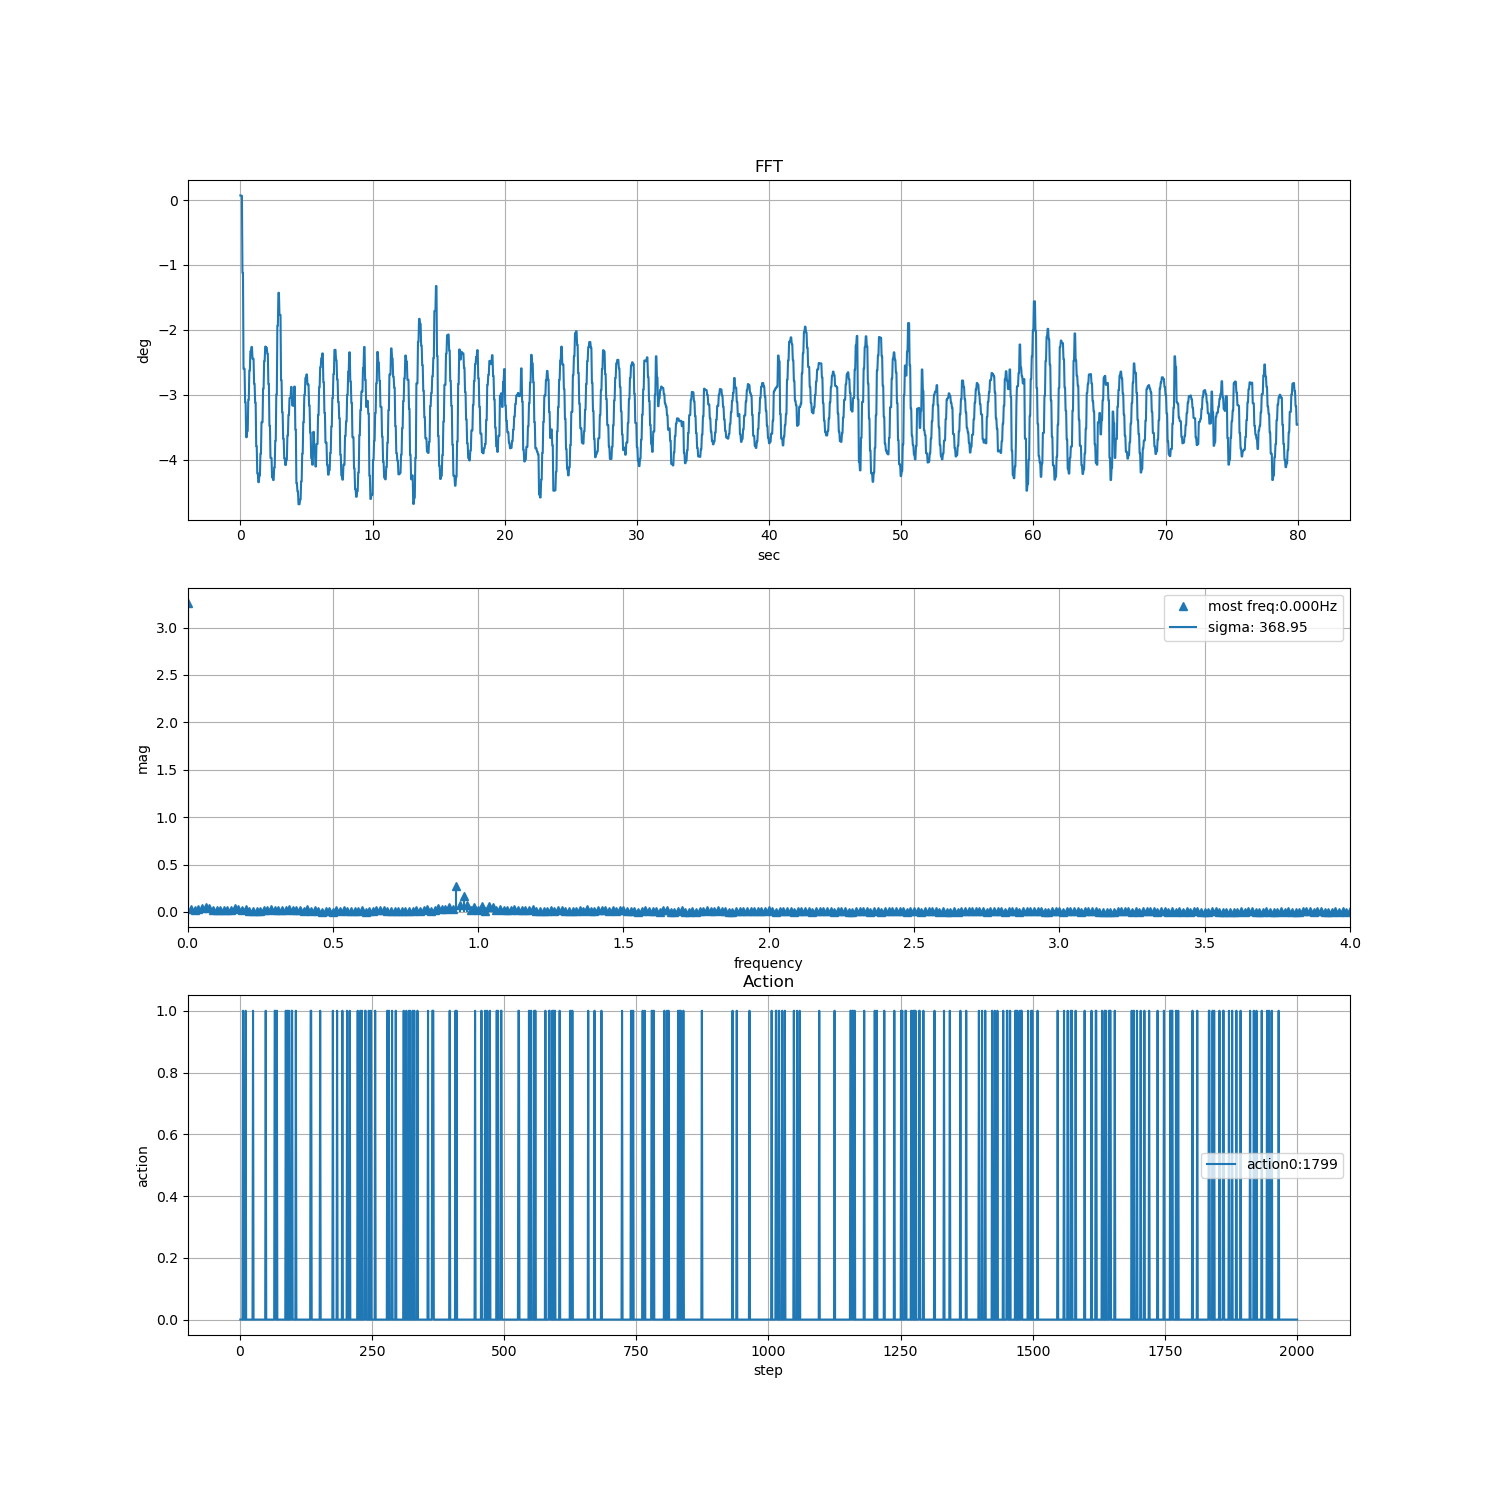 FFT
0
−1
−2
−3
−4
deg
0 10 20 30 40 50 60 70 80
sec
most freq:0.000Hz
sigma: 368.95
3.0
2.5
2.0
1.5
1.0
0.5
0.0
mag
0.0 0.5 1.0 1.5 2.0 2.5 3.0 3.5 4.0
frequency
Action
1.0
0.8
0.6
0.4
0.2
0.0
action
action0:1799
0 250 500 750 1000 1250 1500 1750 2000
step